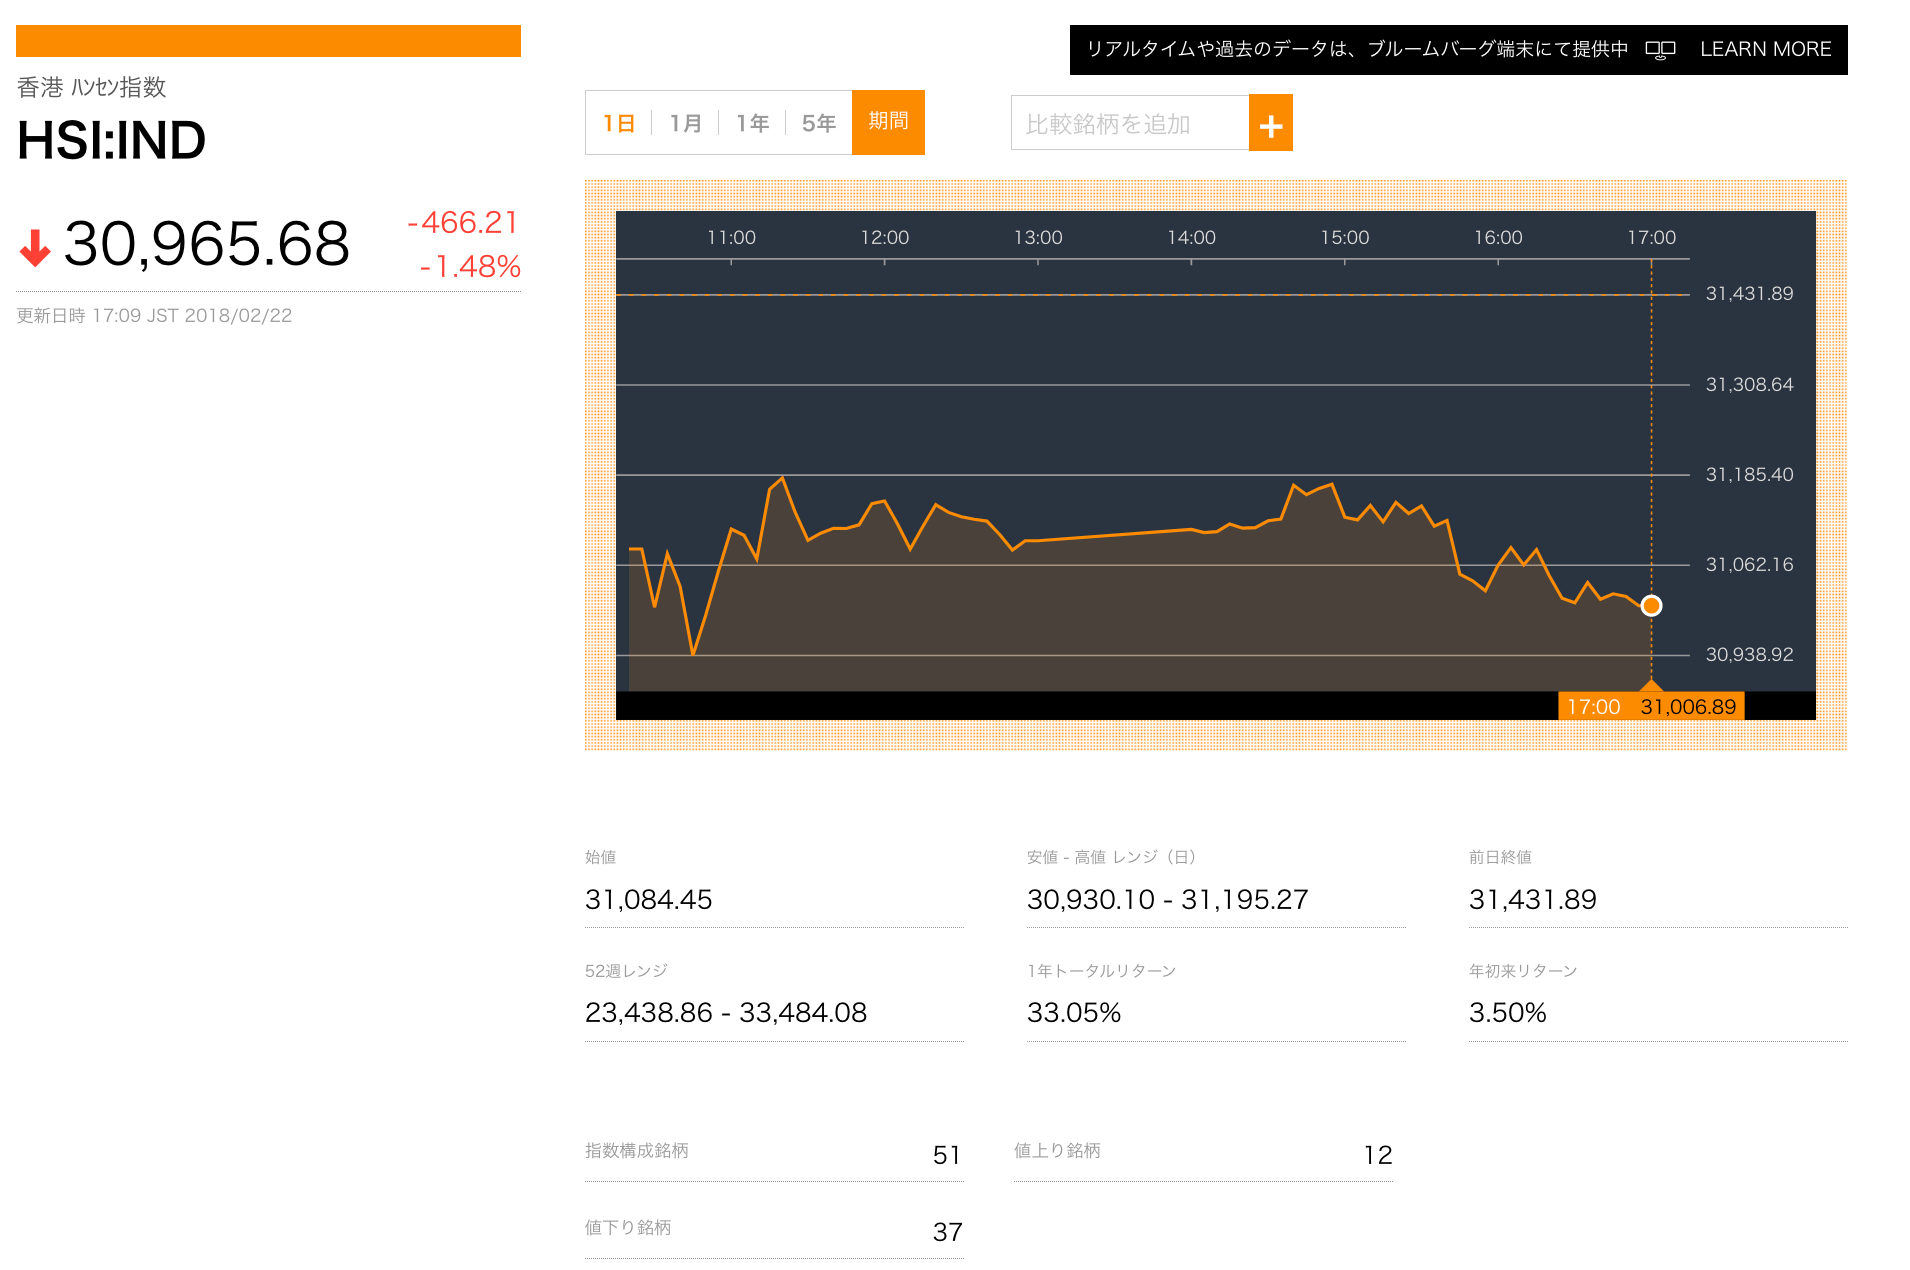 香港 ﾊﾝｾﾝ指数
HSI:IND
30,965.68
-466.21
-1.48%
更新日時 17:09 JST 2018/02/22
リアルタイムや過去のデータは、ブルームバーグ端末にて提供中 LEARN MORE
1日 1月 1年 5年 期間
比較銘柄を追加 +
11:00 12:00 13:00 14:00 15:00 16:00 17:00
31,431.89
31,308.64
31,185.40
31,062.16
30,938.92
17:00 31,006.89
始値
31,084.45
安値 - 高値 レンジ（日）
30,930.10 - 31,195.27
前日終値
31,431.89
52週レンジ
23,438.86 - 33,484.08
1年トータルリターン
33.05%
年初来リターン
3.50%
指数構成銘柄 51
値上り銘柄 12
値下り銘柄 37